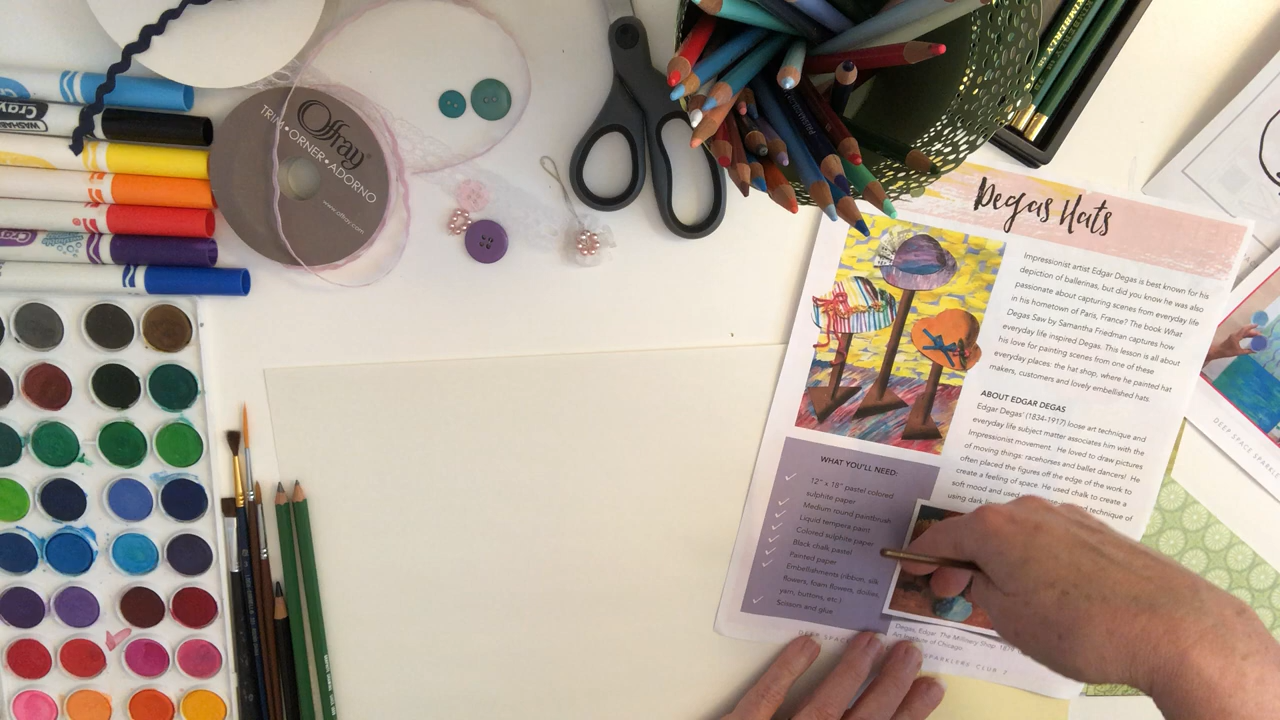 Offray
TRIM•ORNER•ADORNO
www.offray.com
WASHABLE
Degas Hats
Impressionist artist Edgar Degas is best known for his
depiction of ballerinas, but did you know he was also
passionate about capturing scenes from everyday life
in his hometown of Paris, France? The book What
Degas Saw by Samantha Friedman captures how
everyday life inspired Degas. This lesson is all about
his love for painting scenes from one of these
everyday places: the hat shop, where he painted hat
makers, customers and lovely embellished hats
ABOUT EDGAR DEGAS
Edgar Degas' (1834-1917) loose art technique and
everyday life subject matter associates him with the
Impressionist movement. He loved to draw pictures
of moving things: racehorses and ballet dancers! He
often placed the figures off the edge of the work to
create a feeling of space. He used chalk to create a
soft mood and used technique of
using dark
WHAT YOU'LL NEED:
12" x 18" pastel colored
sulphite paper
Medium round paintbrush
Liquid tempera paint
Colored sulphite paper
Black chalk pastel
Painted paper
Embellishments (ribbon, silk
flowers, foam flowers, doilies,
yarn, buttons, etc.)
Scissors and glue
Degas, Edgar. The Millinery Shop. 1879
Art Institute of Chicago.
DEEP SPACE SPARKLERS CLUB
DEEP SPACE SPARKLE